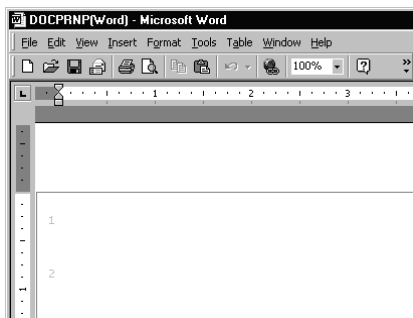 DOCPRNP(Word) - Microsoft Word
File Edit View Insert Format Tools Table Window Help
100%
1 2 3
1
2
1